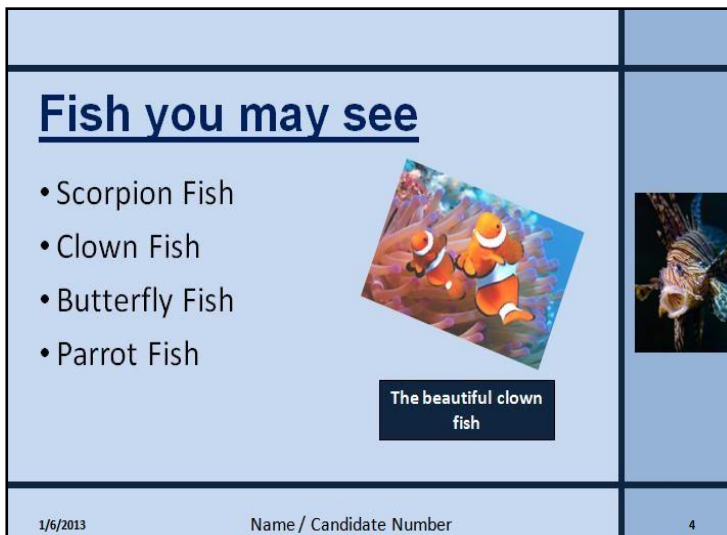 Fish you may see
• Scorpion Fish
• Clown Fish
• Butterfly Fish
• Parrot Fish
The beautiful clown
fish
1/6/2013
Name / Candidate Number
4